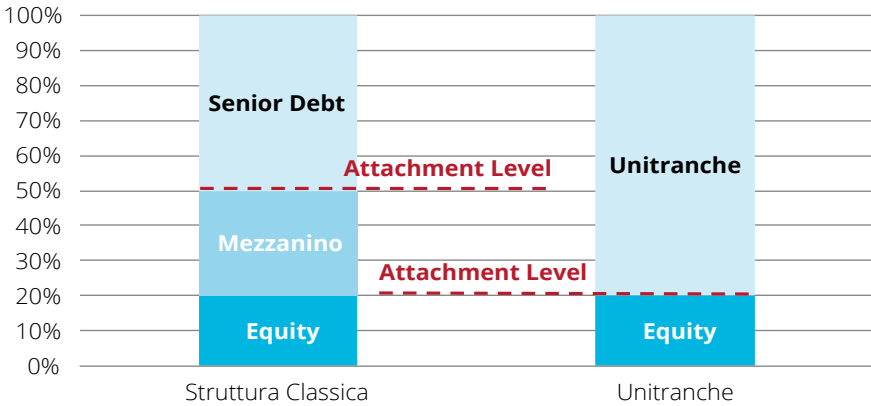 100%
90%
80%
70%
60%
50%
40%
30%
20%
10%
0%
Senior Debt
Attachment Level
Mezzanino
Equity
Unitranche
Attachment Level
Equity
Struttura Classica
Unitranche